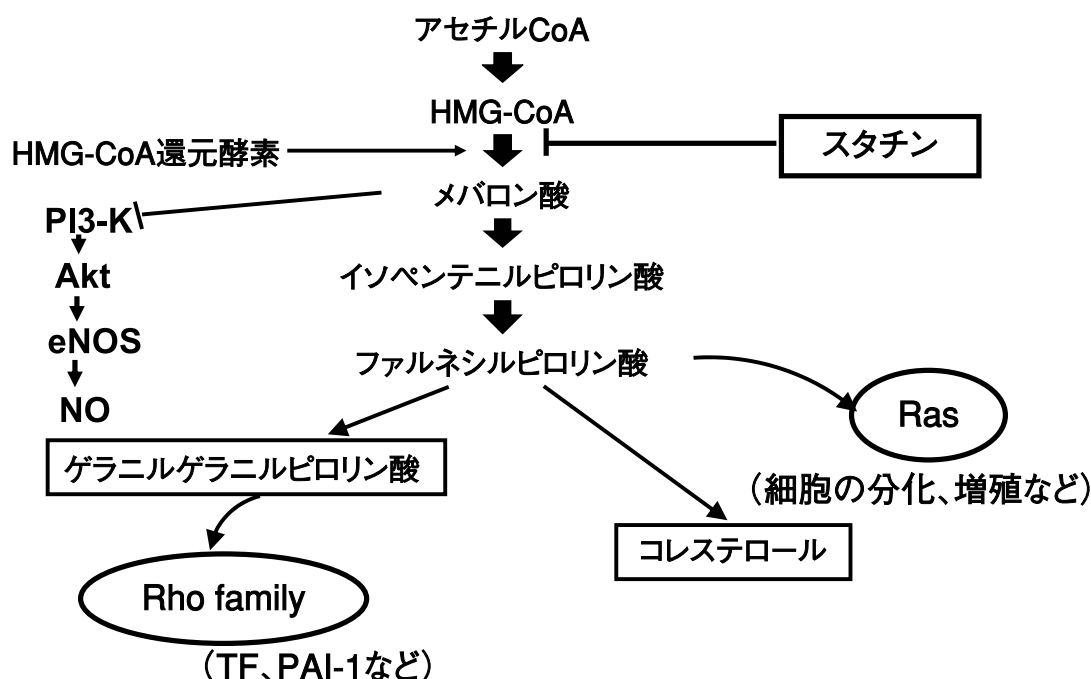 アセチルCoA
HMG-CoA
HMG-CoA還元酵素
スタチン
メバロン酸
PI3-K
Akt
イソペンテニルピロリン酸
eNOS
ファルネシルピロリン酸
NO
Ras
ゲラニルゲラニルピロリン酸
（細胞の分化、増殖など）
コレステロール
Rho family
（TF、PAI-1など）